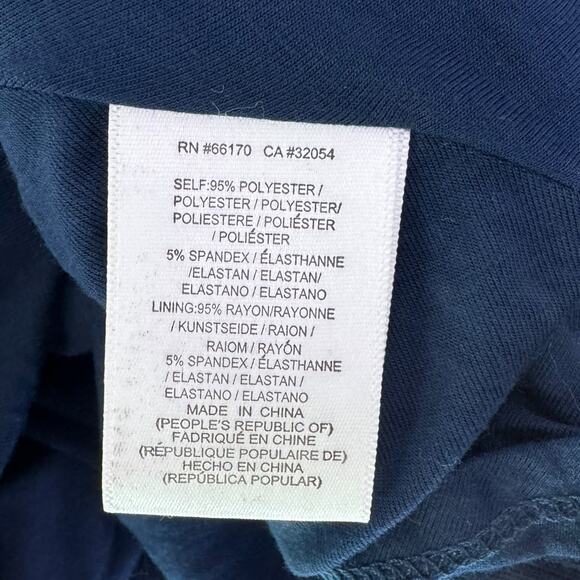 RN #66170 CA #32054
SELF:95% POLYESTER /
POLYESTER / POLYESTER/
POLIESTERE / POLIÉSTER
/ POLIÉSTER
5% SPANDEX / ÉLASTHANNE
/ELASTAN / ELASTAN/
ELASTANO / ELASTANO
LINING:95% RAYON/RAYONNE
/ KUNSTSEIDE / RAION /
RAIOM / RAYÓN
5% SPANDEX / ÉLASTHANNE
/ ELASTAN / ELASTAN /
ELASTANO / ELASTANO
MADE IN CHINA
(PEOPLE'S REPUBLIC OF)
FADRIQUÉ EN CHINE
(RÉPUBLIQUE POPULAIRE DE)
HECHO EN CHINA
(REPÚBLICA POPULAR)